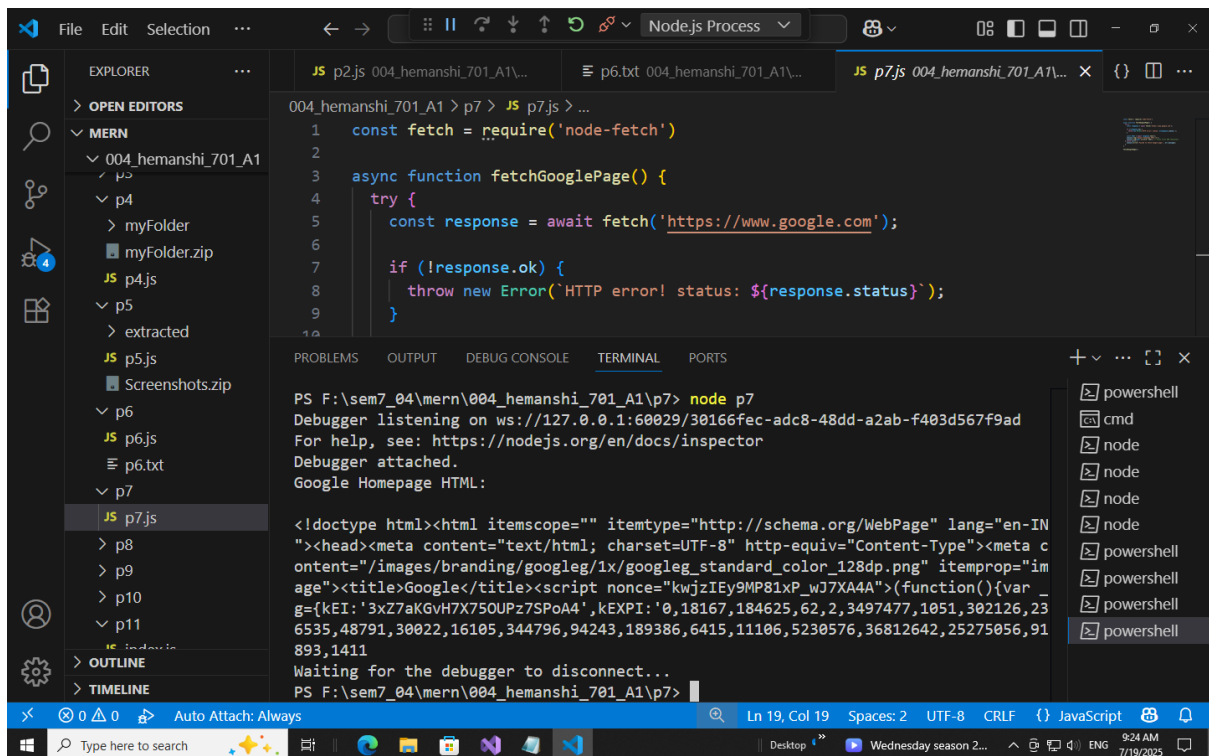 File Edit Selection ···
Node.js Process
EXPLORER ···
OPEN EDITORS
MERN
004_hemanshi_701_A1
p3
p4
myFolder
myFolder.zip
JS p4.js
p5
extracted
JS p5.js
Screenshots.zip
p6
JS p6.js
p6.txt
p7
JS p7.js
p8
p9
p10
p11
JS index.js
OUTLINE
TIMELINE
4
JS p2.js 004_hemanshi_701_A1\...
p6.txt 004_hemanshi_701_A1\...
JS p7.js 004_hemanshi_701_A1\...
{} ···
004_hemanshi_701_A1 > p7 > JS p7.js > ...
1 const fetch = require('node-fetch')
2
3 async function fetchGooglePage() {
4 try {
5 const response = await fetch('https://www.google.com');
6
7 if (!response.ok) {
8 throw new Error(`HTTP error! status: ${response.status}`);
9 }
10
PROBLEMS OUTPUT DEBUG CONSOLE TERMINAL PORTS
PS F:\sem7_04\mern\004_hemanshi_701_A1\p7> node p7
Debugger listening on ws://127.0.0.1:60029/30166fec-adc8-48dd-a2ab-f403d567f9ad
For help, see: https://nodejs.org/en/docs/inspector
Debugger attached.
Google Homepage HTML:
<!doctype html><html itemscope="" itemtype="http://schema.org/WebPage" lang="en-IN
"><head><meta content="text/html; charset=UTF-8" http-equiv="Content-Type"><meta c
ontent="/images/branding/googleg/1x/googleg_standard_color_128dp.png" itemprop="im
age"><title>Google</title><script nonce="kwjzIEy9MP81xP_wJ7XA4A">(function(){var _
g={kEI:'3xZ7aKGvH7X75OUPz7SPoA4',kEXPI:'0,18167,184625,62,2,3497477,1051,302126,23
6535,48791,30022,16105,344796,94243,189386,6415,11106,5230576,36812642,25275056,91
893,1411
Waiting for the debugger to disconnect...
PS F:\sem7_04\mern\004_hemanshi_701_A1\p7>
powershell
cmd
node
node
node
node
powershell
powershell
powershell
powershell
0 0 Auto Attach: Always
Ln 19, Col 19 Spaces: 2 UTF-8 CRLF {} JavaScript
Type here to search
Desktop
Wednesday season 2...
ENG
9:24 AM
7/19/2025